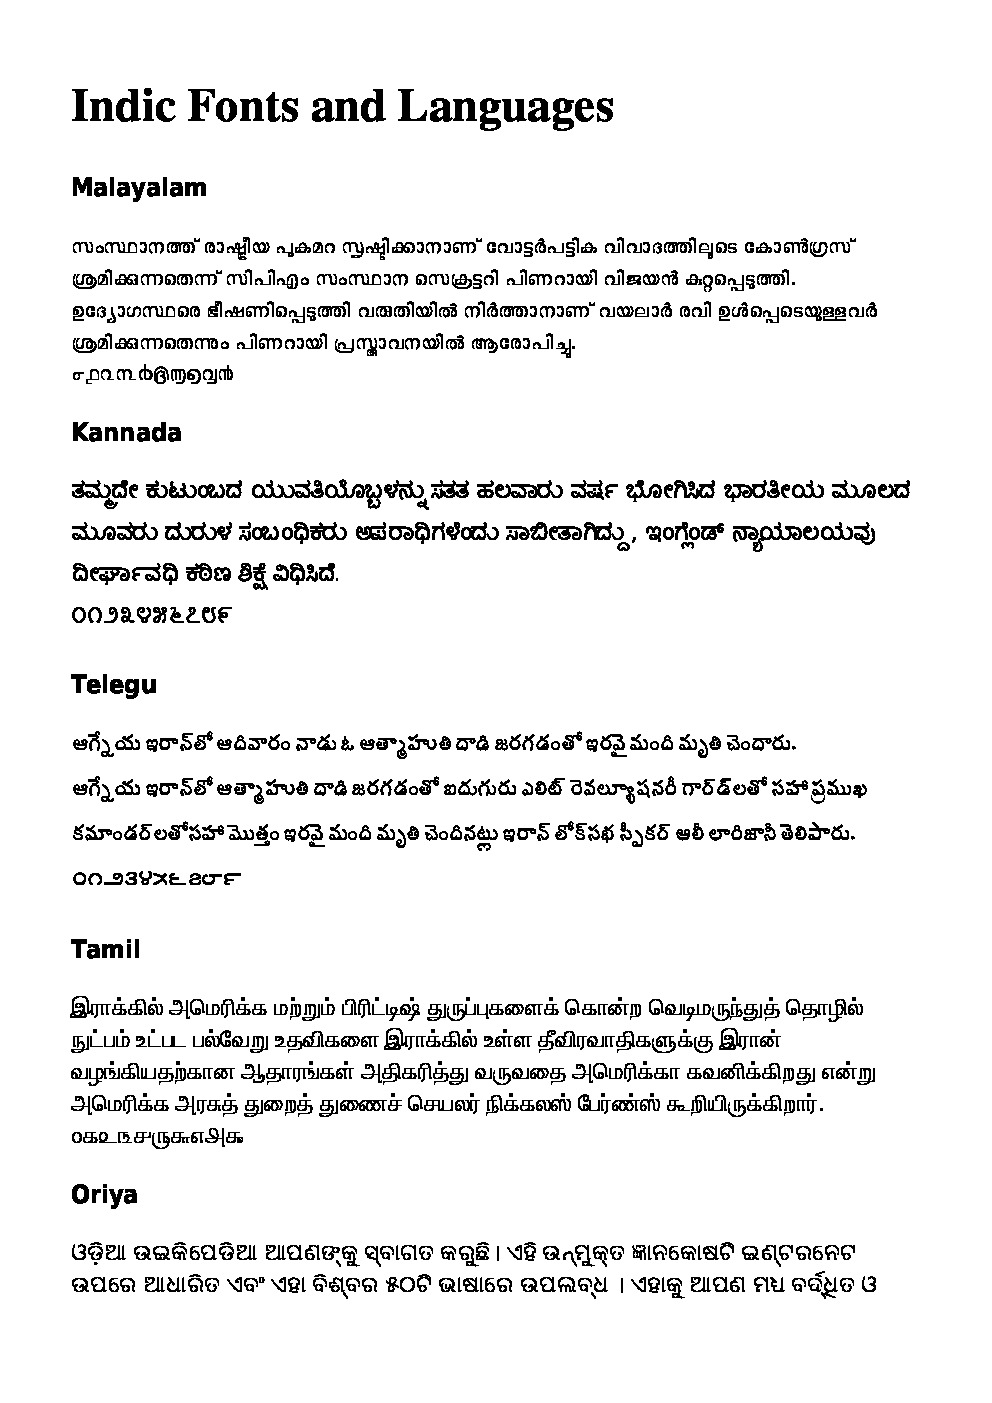 Indic Fonts and Languages
Malayalam
സംസ്ഥാനത്ത് രാഷ്ട്രീയ പുകമറ സൃഷ്ടിക്കാനാണ് വോട്ടർപട്ടിക വിവാദത്തിലൂടെ കോൺഗ്രസ്
ശ്രമിക്കുന്നതെന്ന് സിപിഎം സംസ്ഥാന സെക്രട്ടറി പിണറായി വിജയൻ കുറ്റപ്പെടുത്തി.
ഉദ്യോഗസ്ഥരെ ഭീഷണിപ്പെടുത്തി വരുതിയിൽ നിർത്താനാണ് വയലാർ രവി ഉൾപ്പെടെയുള്ളവർ
ശ്രമിക്കുന്നതെന്നും പിണറായി പ്രസ്താവനയിൽ ആരോപിച്ചു.
൦൧൨൩൪൫൬൭൮൯
Kannada
ತಮ್ಮದೇ ಕುಟುಂಬದ ಯುವತಿಯೊಬ್ಬಳನ್ನು ಸತತ ಹಲವಾರು ವರ್ಷ ಭೋಗಿಸಿದ ಭಾರತೀಯ ಮೂಲದ
ಮೂವರು ದುರುಳ ಸಂಬಂಧಿಕರು ಅಪರಾಧಿಗಳೆಂದು ಸಾಬೀತಾಗಿದ್ದು, ಇಂಗ್ಲೆಂಡ್ ನ್ಯಾಯಾಲಯವು
ದೀರ್ಘಾವಧಿ ಕಠಿಣ ಶಿಕ್ಷೆ ವಿಧಿಸಿದೆ.
೦೧೨೩೪೫೬೭೮೯
Telegu
ఆగ్నేయ ఇరాన్‌లో ఆదివారం నాడు ఓ ఆత్మాహుతి దాడి జరగడంతో ఇరవై మంది మృతి చెందారు.
ఆగ్నేయ ఇరాన్‌లో ఆత్మాహుతి దాడి జరగడంతో ఐదుగురు ఎలిట్ రెవల్యూషనరీ గార్డ్‌లతో సహా ప్రముఖ
కమాండర్‌లతోసహా మొత్తం ఇరవై మంది మృతి చెందినట్లు ఇరాన్ లోక్‌సభ స్పీకర్ ఆలీ లారిజాసీ తెలిపారు.
౦౧౨౩౪౫౬౭౮౯
Tamil
இராக்கில் அமெரிக்க மற்றும் பிரிட்டிஷ் துருப்புகளைக் கொன்ற வெடிமருந்துத் தொழில்
நுட்பம் உட்பட பல்வேறு உதவிகளை இராக்கில் உள்ள தீவிரவாதிகளுக்கு இரான்
வழங்கியதற்கான ஆதாரங்கள் அதிகரித்து வருவதை அமெரிக்கா கவனிக்கிறது என்று
அமெரிக்க அரசுத் துறைத் துணைச் செயலர் நிக்கலஸ் பேர்ண்ஸ் கூறியிருக்கிறார்.
௦௧௨௩௪௫௬௭௮௯
Oriya
ଓଡ଼ିଆ ଉଇକିପେଡିଆ ଆପଣଙ୍କୁ ସ୍ବାଗତ କରୁଛି । ଏହି ଉନ୍ମୁକ୍ତ ଜ୍ଞାନକୋଷଟି ଇଣ୍ଟରନେଟ
ଉପରେ ଆଧାରିତ ଏବଂ ଏହା ବିଶ୍ବର ୫୦ଟି ଭାଷାରେ ଉପଲବ୍ଧ । ଏହାକୁ ଆପଣ ମଧ୍ୟ ବର୍ଦ୍ଧିତ ଓ